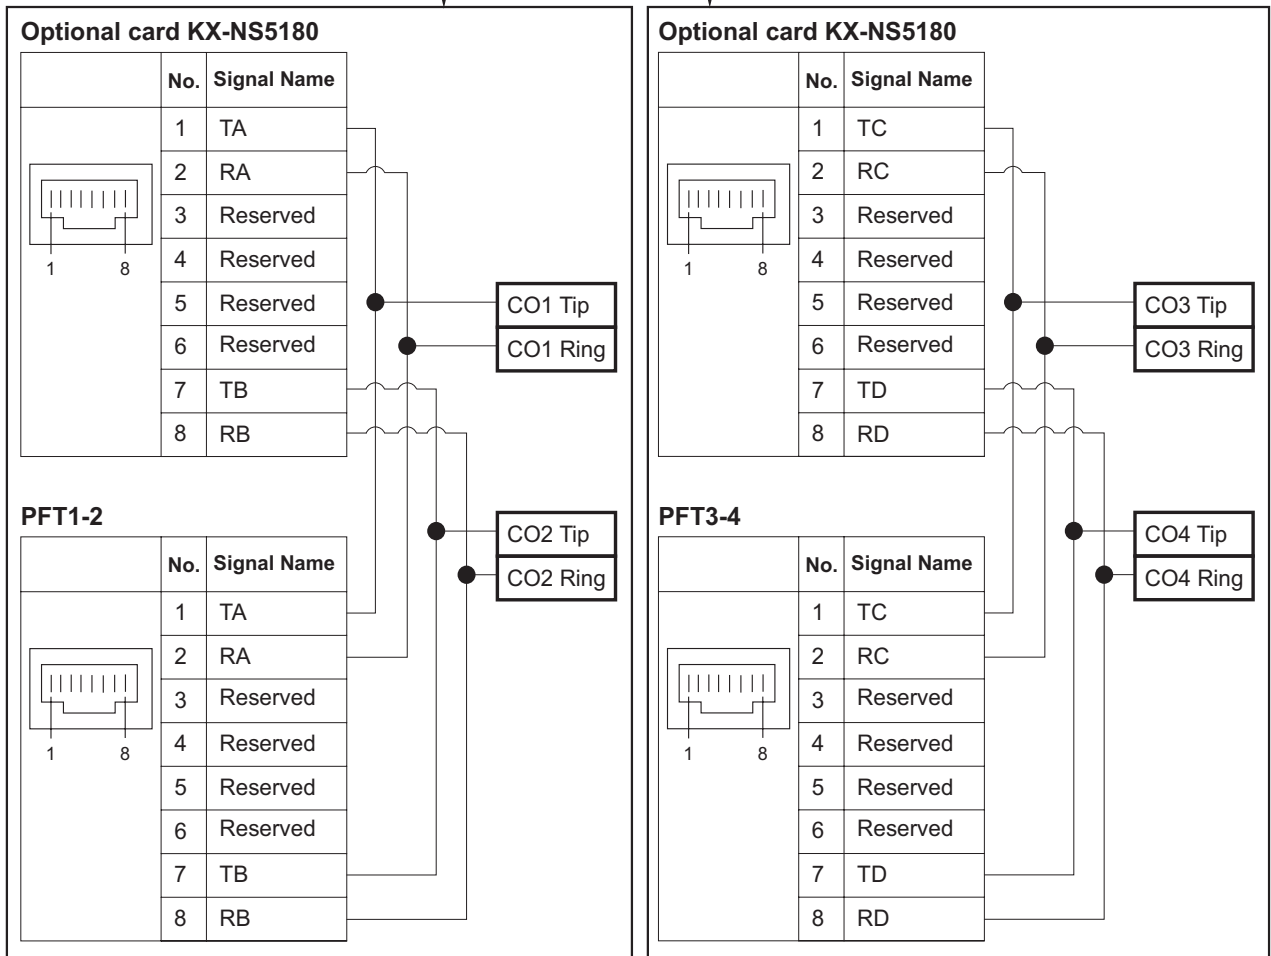 Optional card KX-NS5180
No. Signal Name
1 TA
2 RA
3 Reserved
4 Reserved
5 Reserved
6 Reserved
7 TB
8 RB
1 8
CO1 Tip
CO1 Ring
PFT1-2
No. Signal Name
1 TA
2 RA
3 Reserved
4 Reserved
5 Reserved
6 Reserved
7 TB
8 RB
1 8
CO2 Tip
CO2 Ring
Optional card KX-NS5180
No. Signal Name
1 TC
2 RC
3 Reserved
4 Reserved
5 Reserved
6 Reserved
7 TD
8 RD
1 8
CO3 Tip
CO3 Ring
PFT3-4
No. Signal Name
1 TC
2 RC
3 Reserved
4 Reserved
5 Reserved
6 Reserved
7 TD
8 RD
1 8
CO4 Tip
CO4 Ring